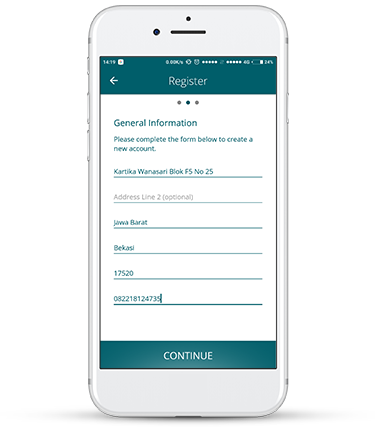 14:19 0.00K/s 4G 24%
Register
General Information
Please complete the form below to create a
new account.
Kartika Wanasari Blok F5 No 25
Address Line 2 (optional)
Jawa Barat
Bekasi
17520
082218124735
CONTINUE